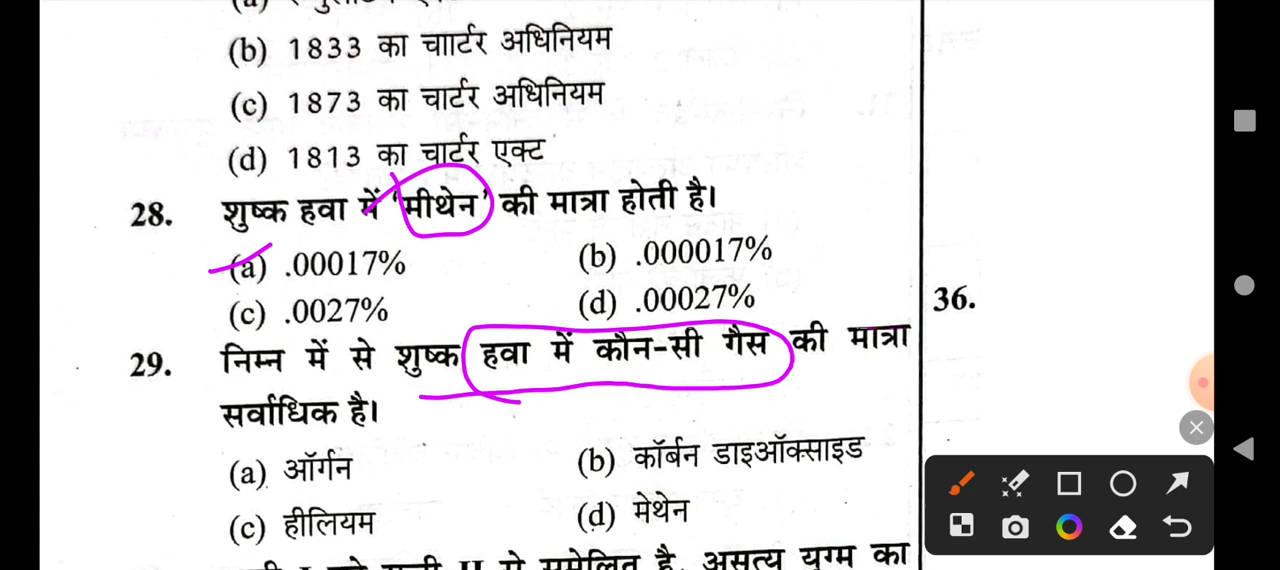 (b) 1833 का चाार्टर अधिनियम
(c) 1873 का चार्टर अधिनियम
(d) 1813 का चार्टर एक्ट
28. शुष्क हवा में 'मीथेन' की मात्रा होती है।
(a) .00017% (b) .000017%
(c) .0027% (d) .00027%
29. निम्न में से शुष्क हवा में कौन-सी गैस की मात्रा
सर्वाधिक है।
(a) ऑर्गन (b) कॉर्बन डाइऑक्साइड
(c) हीलियम (d) मेथेन
36.